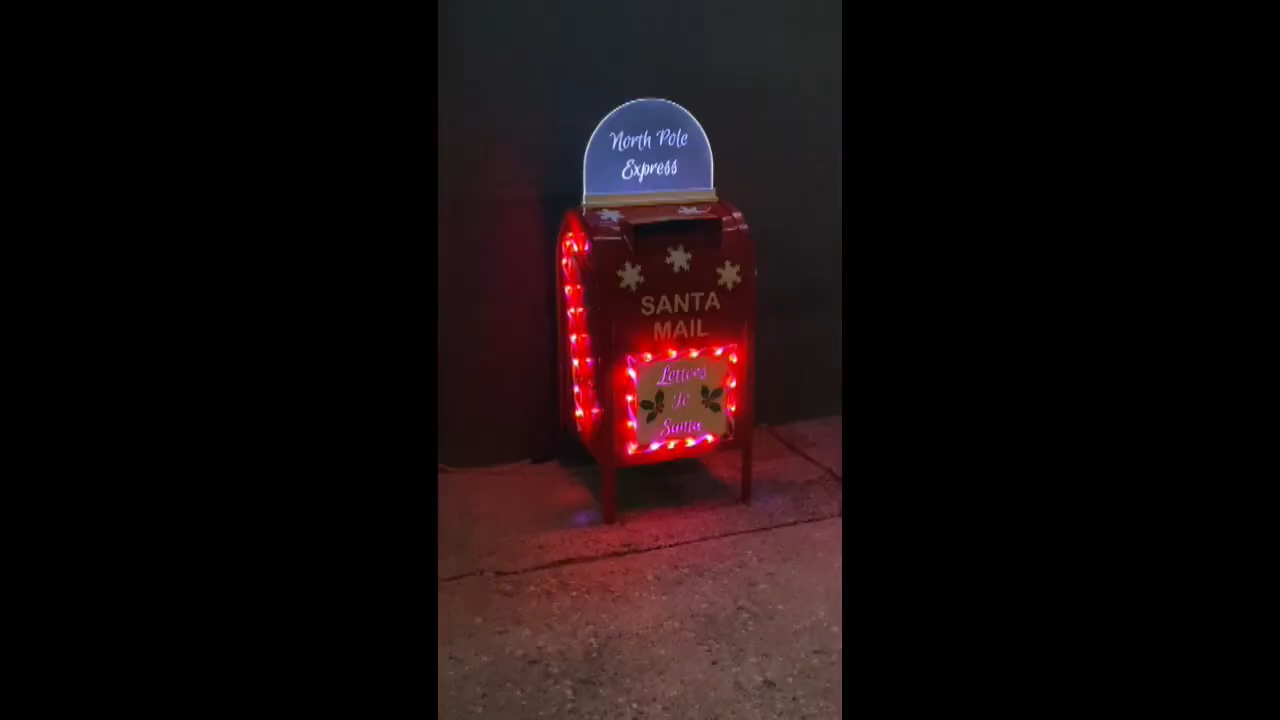 North Pole
Express
SANTA
MAIL
Letters
To
Santa